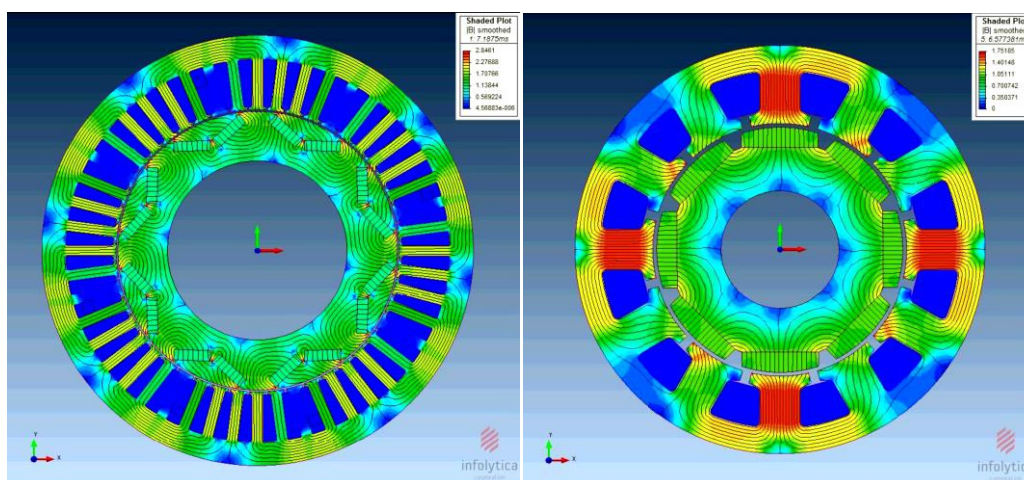 Shaded Plot
|B| smoothed
1: 7.1875ms
2.8461
2.27688
1.70766
1.13844
0.569224
4.56883e-006
Y
X
infolytica
Shaded Plot
|B| smoothed
1.75185
1.40148
1.05111
0.700742
0.350371
0
Y
X
infolytica